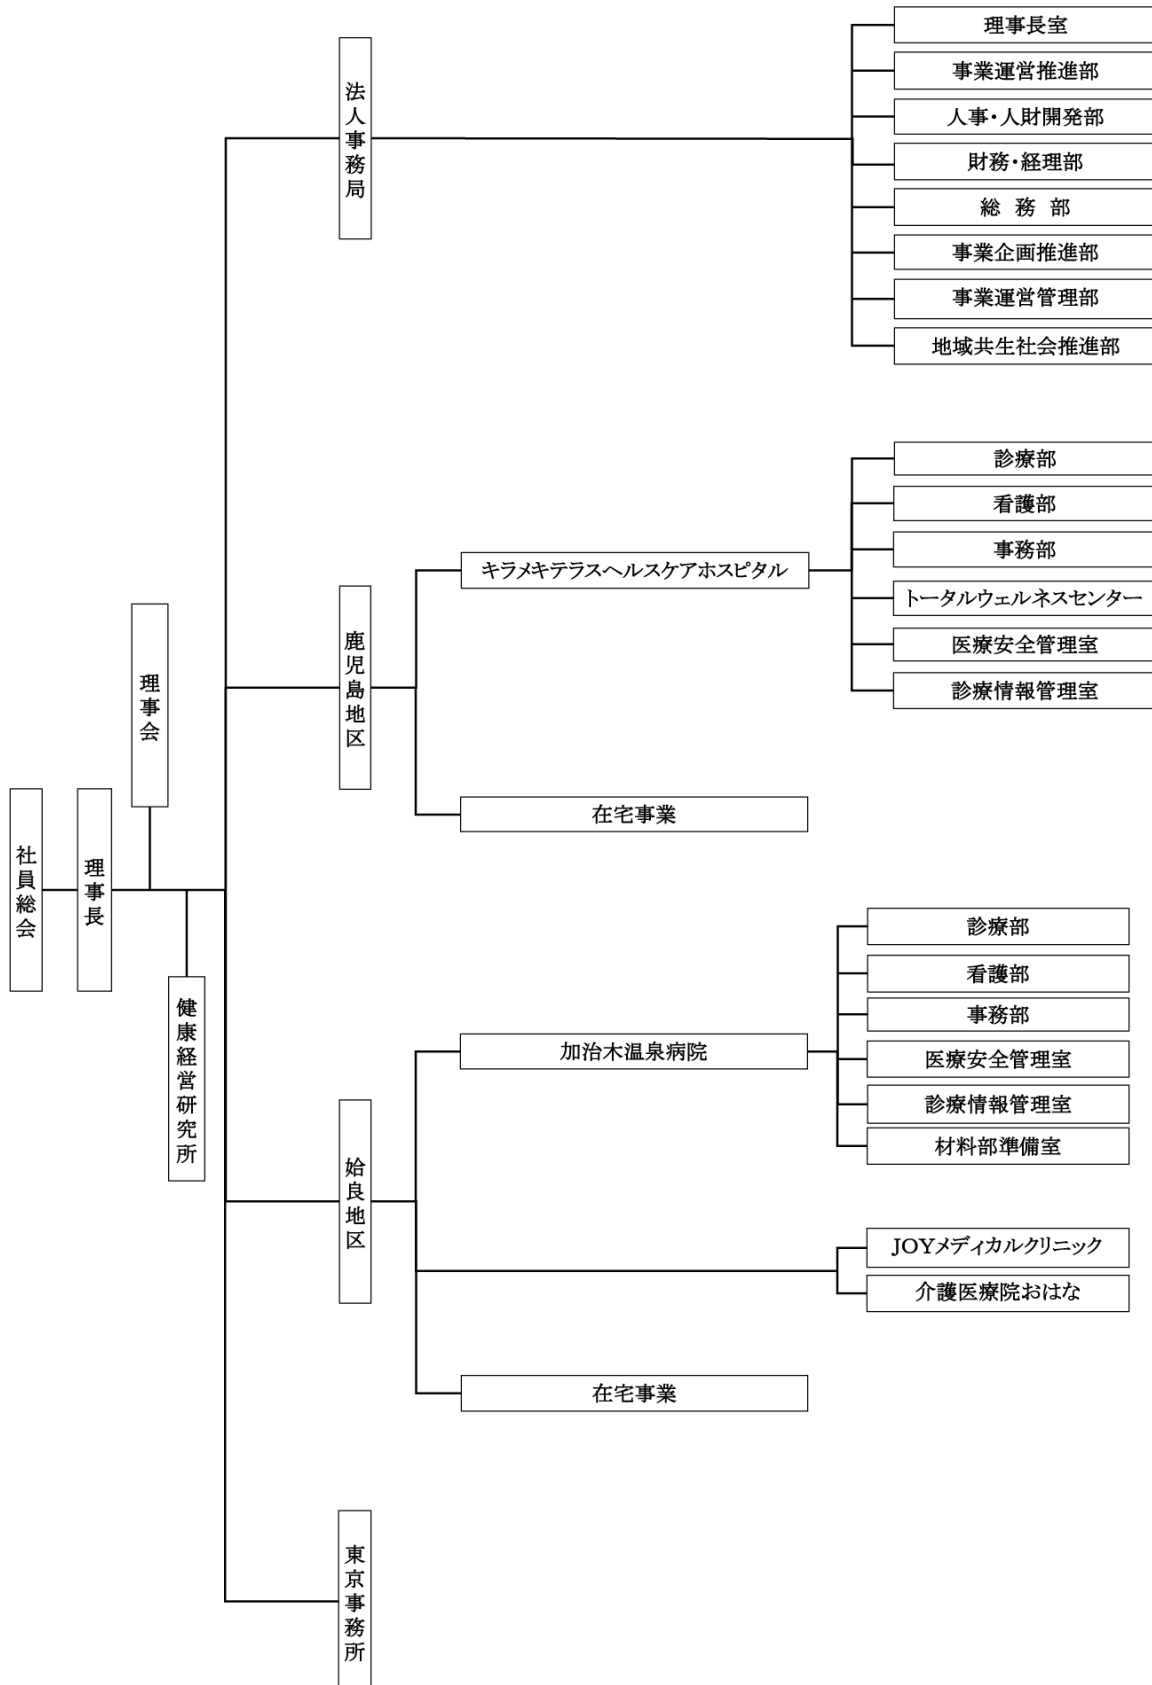 社員総会
理事長
理事会
健康経営研究所
法人事務局
理事長室
事業運営推進部
人事・人財開発部
財務・経理部
総 務 部
事業企画推進部
事業運営管理部
地域共生社会推進部
鹿児島地区
キラメキテラスヘルスケアホスピタル
診療部
看護部
事務部
トータルウェルネスセンター
医療安全管理室
診療情報管理室
在宅事業
姶良地区
加治木温泉病院
診療部
看護部
事務部
医療安全管理室
診療情報管理室
材料部準備室
JOYメディカルクリニック
介護医療院おはな
在宅事業
東京事務所